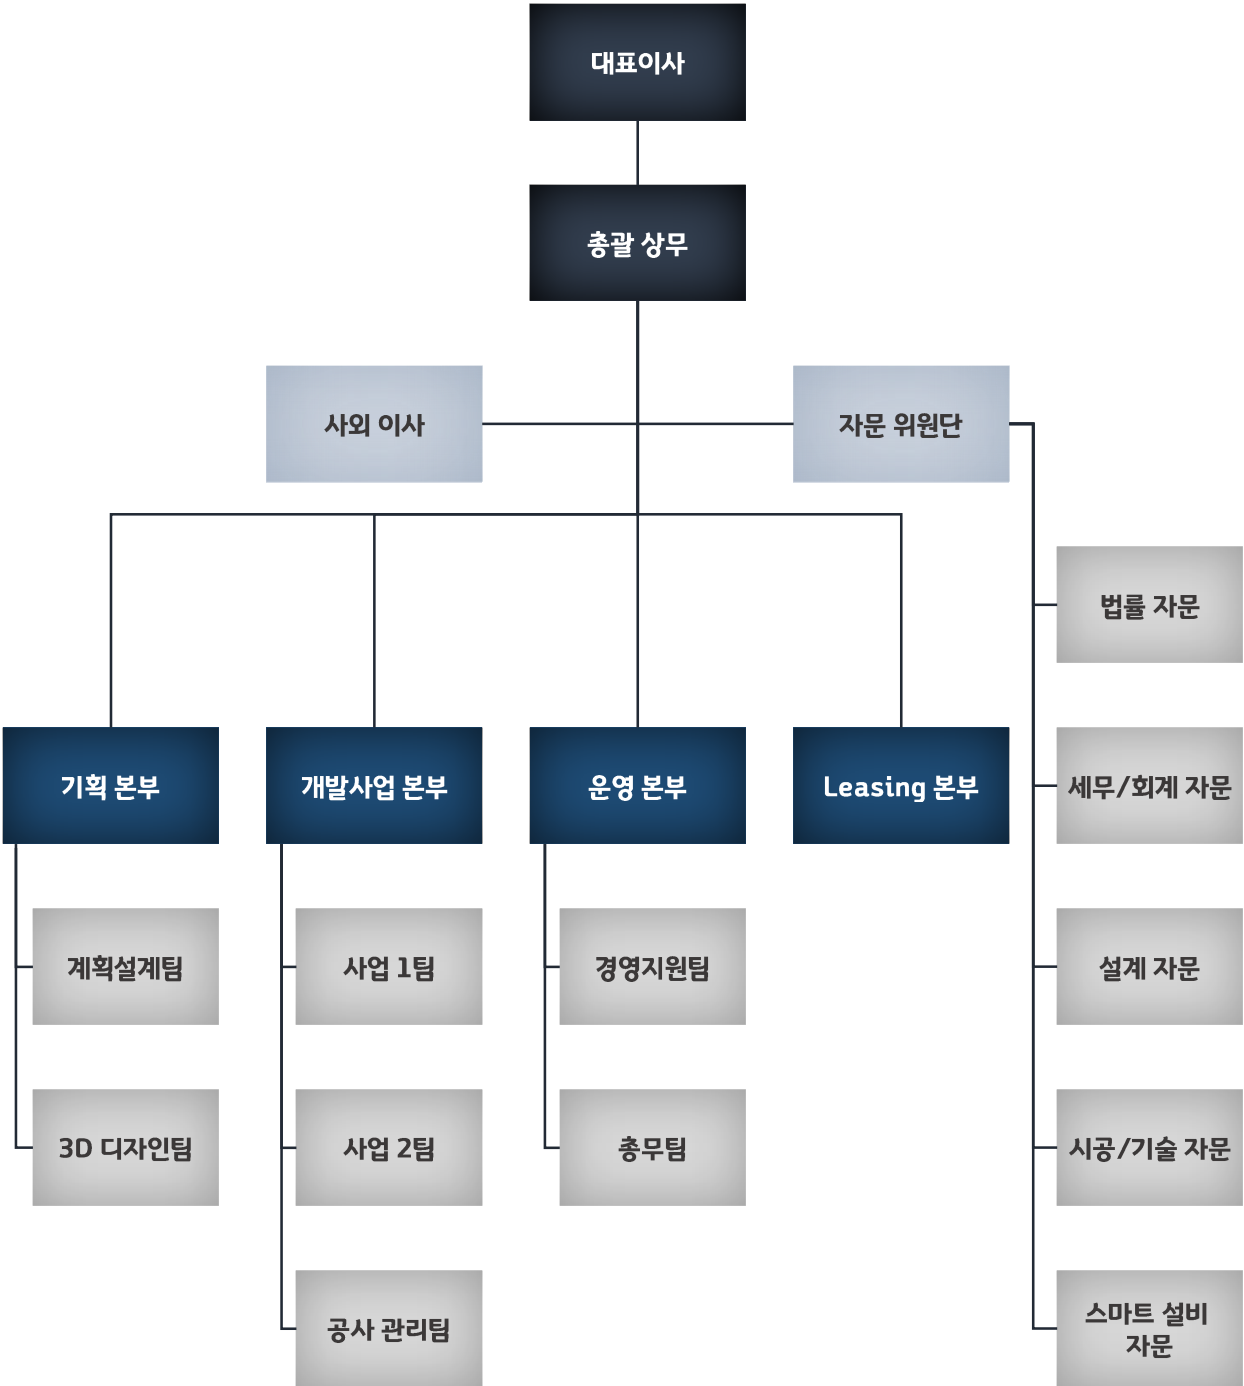 대표이사
총괄 상무
사외 이사
자문 위원단
법률 자문
기획 본부
개발사업 본부
운영 본부
Leasing 본부
세무/회계 자문
계획설계팀
사업 1팀
경영지원팀
설계 자문
3D 디자인팀
사업 2팀
총무팀
시공/기술 자문
공사 관리팀
스마트 설비
자문